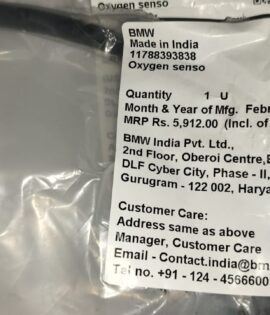 Oxygen senso
BMW
Made in India
11788393838
Oxygen senso
Quantity 1 U
Month & Year of Mfg. Febr
MRP Rs. 5,912.00 (Incl. of
BMW India Pvt. Ltd.,
2nd Floor, Oberoi Centre,
DLF Cyber City, Phase - II,
Gurugram - 122 002, Harya
Customer Care:
Address same as above
Manager, Customer Care
Email - Contact.india@bm
Tel no. +91 - 124 - 4566600